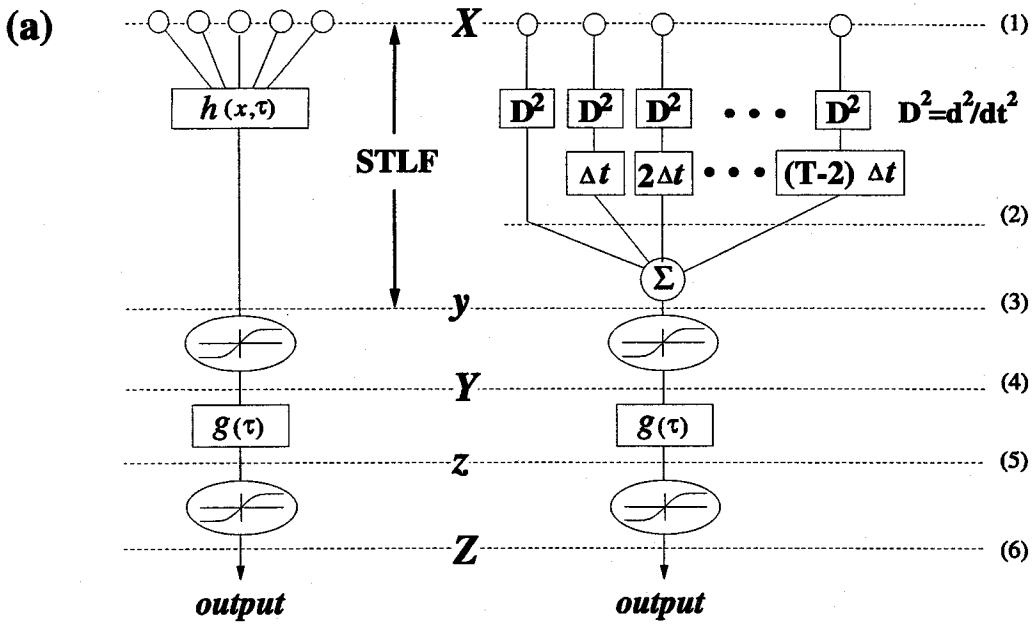 (a)
X
(1)
h(x,τ)
D² D² D² • • • D² D²=d²/dt²
STLF
Δt 2Δt • • • (T-2) Δt
(2)
Σ
y
(3)
Y
(4)
g(τ) g(τ)
z
(5)
Z
(6)
output output